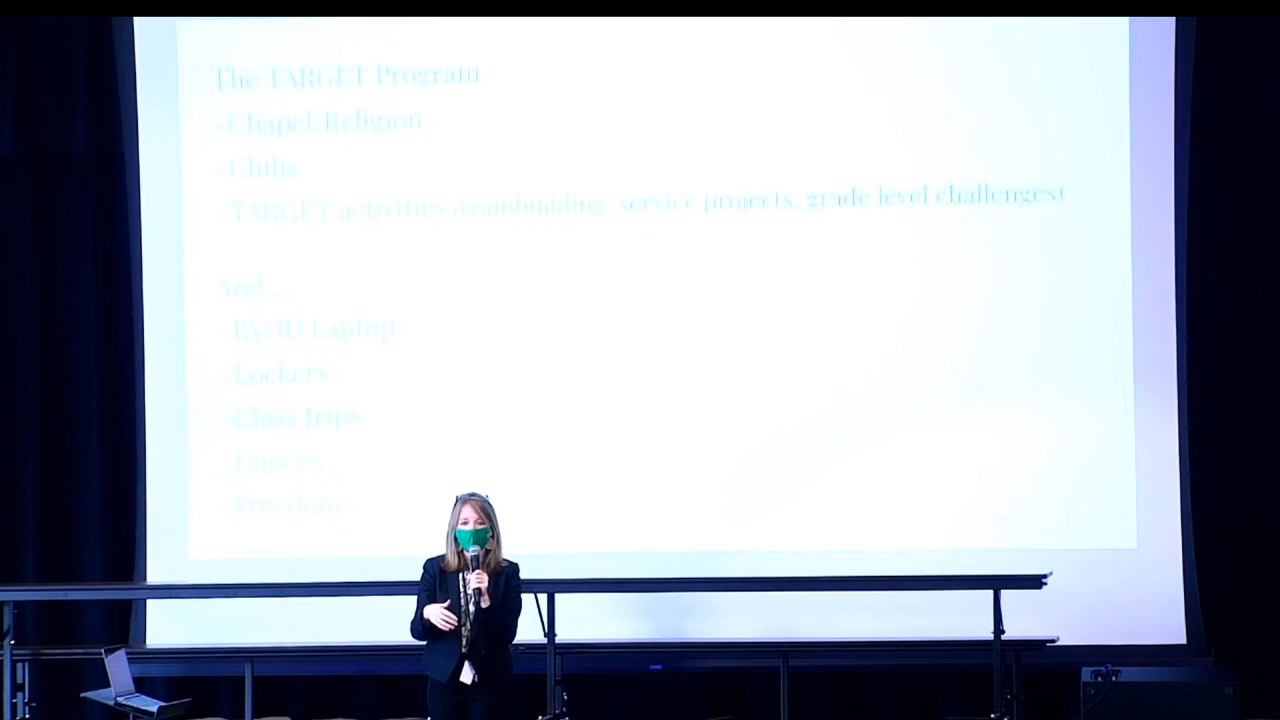 The TARGET Program
-Chapel/Religion
-Clubs
-TARGET activities (teambuilding, service projects, grade level challenges)
And...
-BYOD Laptop
-Lockers
-Class trips
-Dances
-Freedom